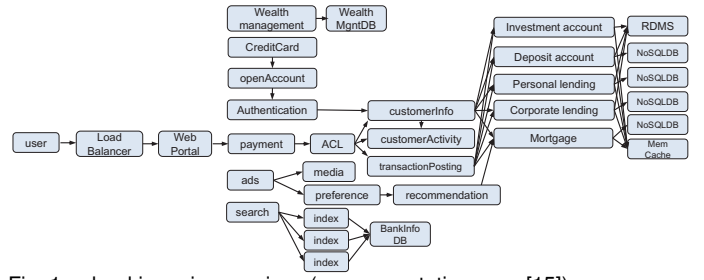 Wealth
management
Wealth
MgntDB
CreditCard
openAccount
Authentication
user
Load
Balancer
Web
Portal
payment
ACL
customerInfo
customerActivity
transactionPosting
Investment account
Deposit account
Personal lending
Corporate lending
Mortgage
RDMS
NoSQLDB
NoSQLDB
NoSQLDB
NoSQLDB
Mem
Cache
ads
media
preference
recommendation
search
index
index
index
BankInfo
DB